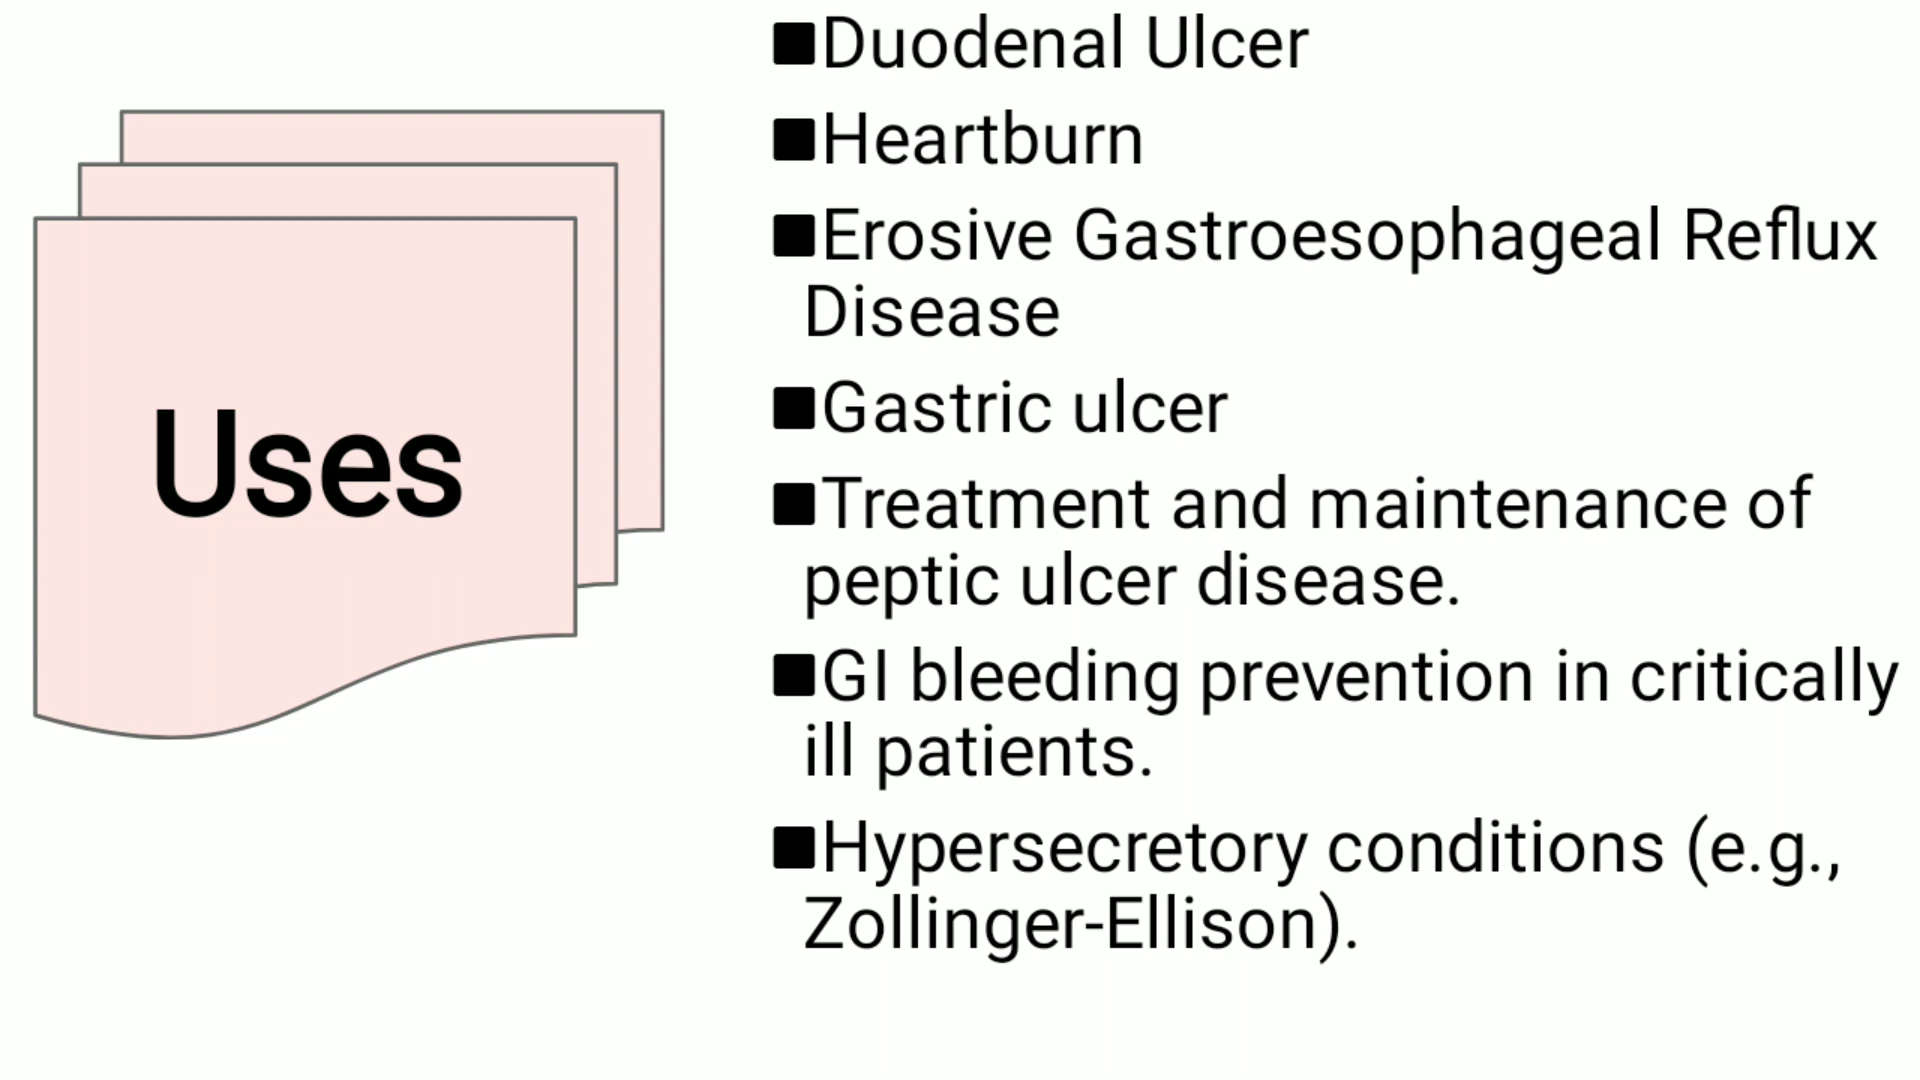 Uses
■Duodenal Ulcer
■Heartburn
■Erosive Gastroesophageal Reflux
Disease
■Gastric ulcer
■Treatment and maintenance of
peptic ulcer disease.
■GI bleeding prevention in critically
ill patients.
■Hypersecretory conditions (e.g.,
Zollinger-Ellison).